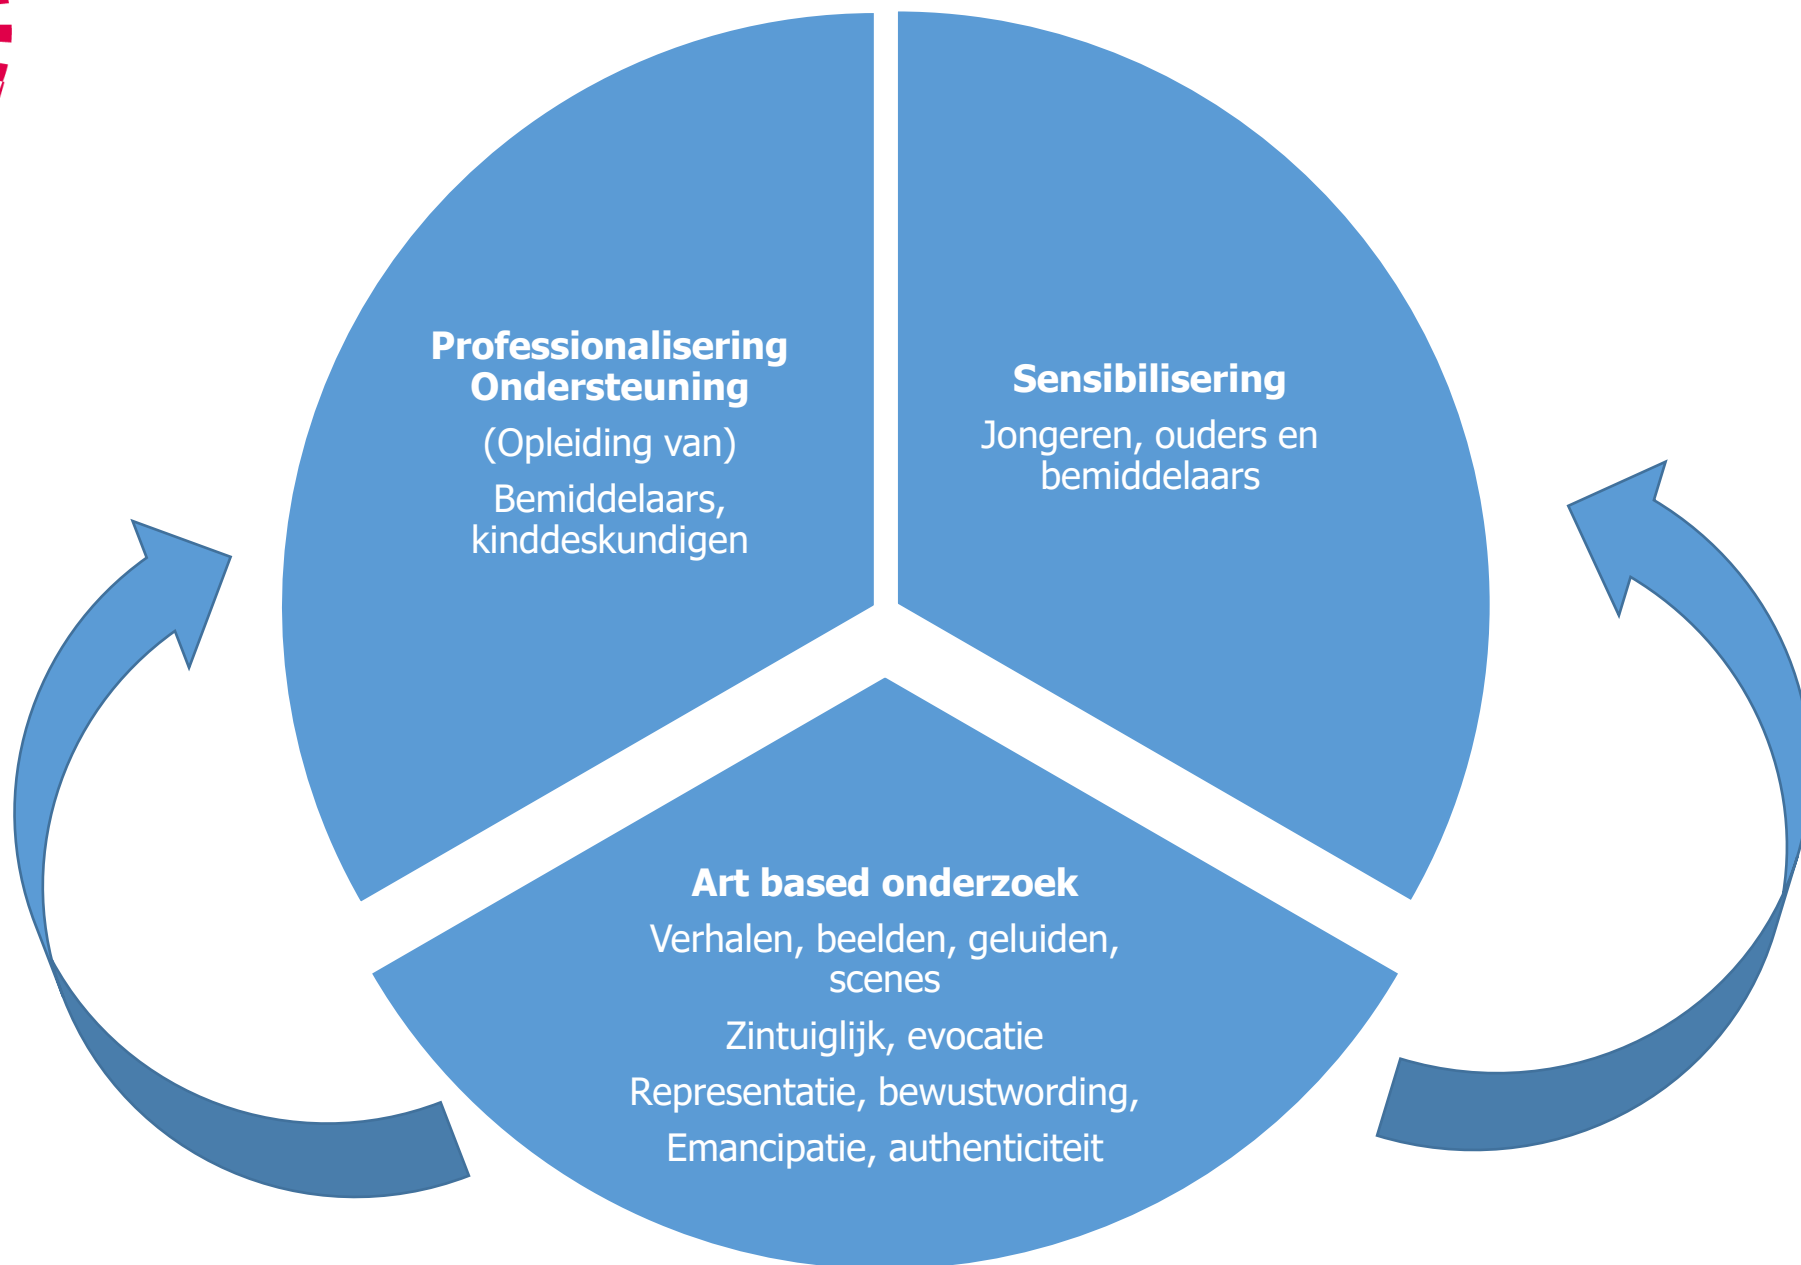 Professionalisering
Ondersteuning
(Opleiding van)
Bemiddelaars,
kinddeskundigen
Sensibilisering
Jongeren, ouders en
bemiddelaars
Art based onderzoek
Verhalen, beelden, geluiden,
scenes
Zintuiglijk, evocatie
Representatie, bewustwording,
Emancipatie, authenticiteit